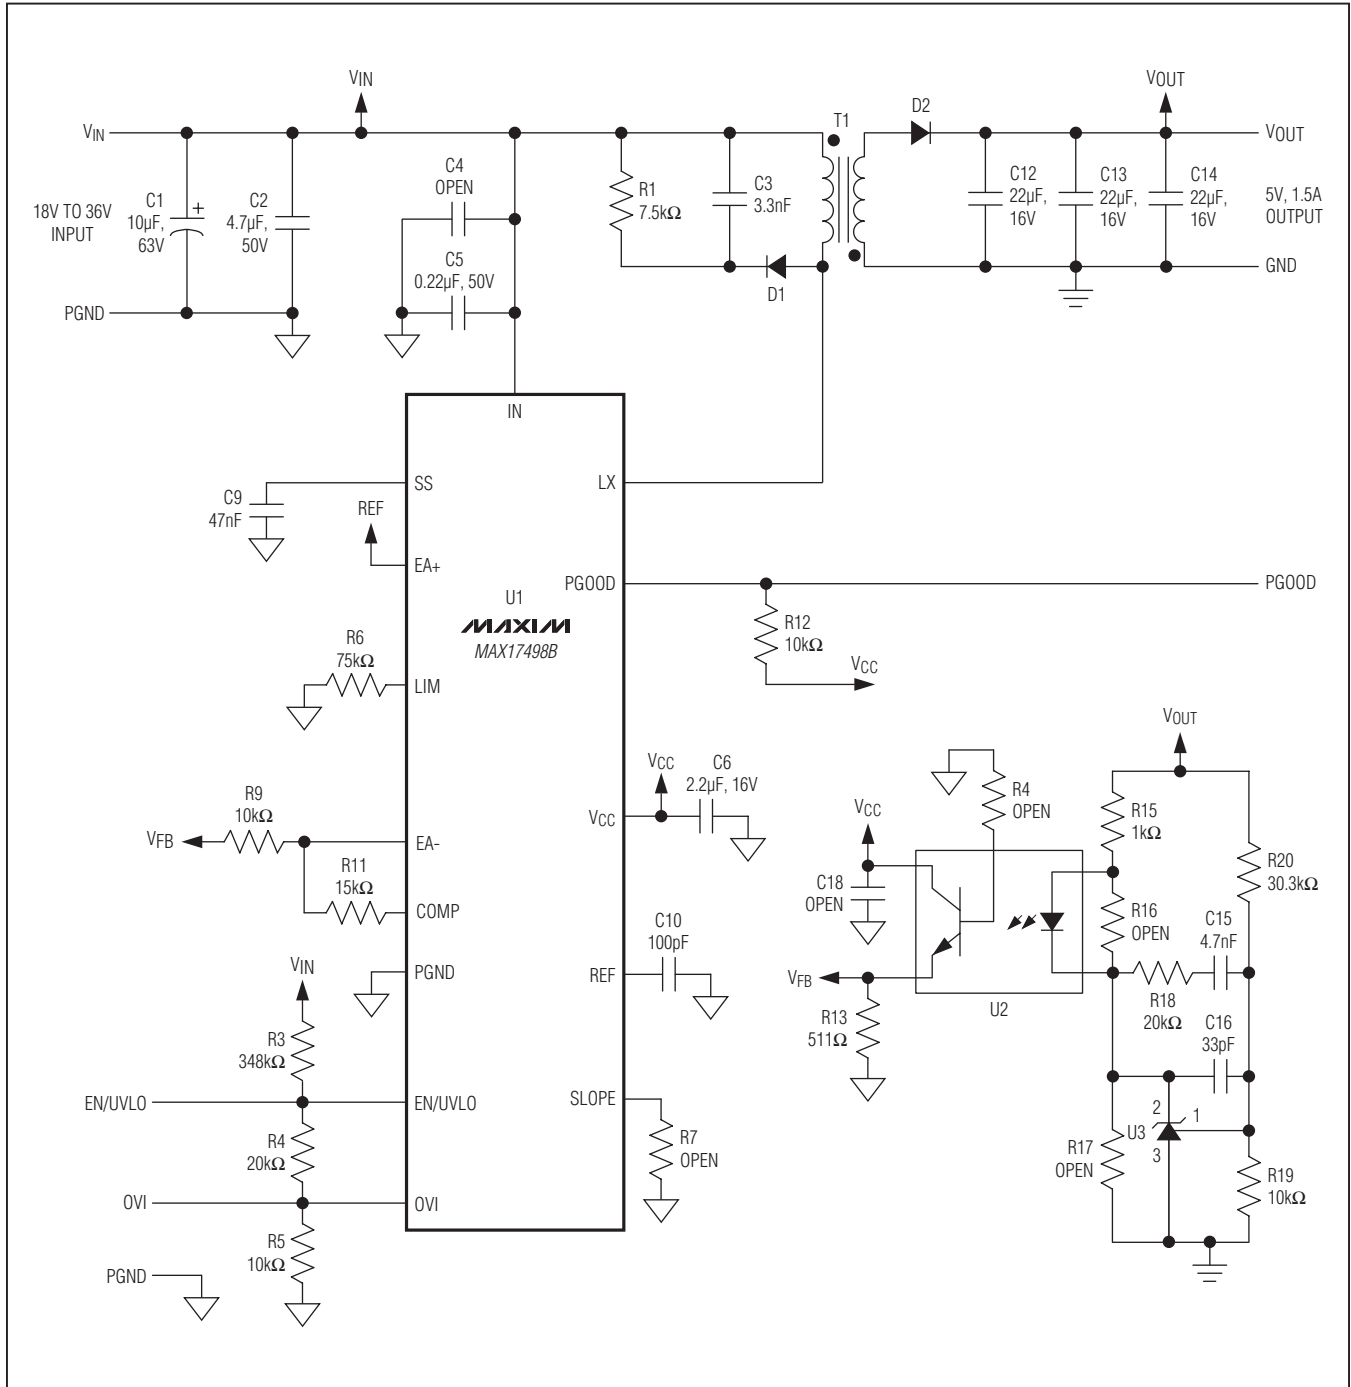 VIN
VOUT
VIN
C1
10µF,
63V
+
C2
4.7µF,
50V
18V TO 36V
INPUT
PGND
C4
OPEN
C5
0.22µF, 50V
R1
7.5kΩ
C3
3.3nF
D1
T1
D2
C12
22µF,
16V
C13
22µF,
16V
C14
22µF,
16V
VOUT
5V, 1.5A
OUTPUT
GND
IN
SS
LX
C9
47nF
REF
EA+
PGOOD
PGOOD
U1
MAXIM
MAX17498B
R12
10kΩ
VCC
R6
75kΩ
LIM
VCC
C6
2.2µF, 16V
VCC
R9
10kΩ
VFB
EA-
R11
15kΩ
COMP
C10
100pF
REF
PGND
VIN
R3
348kΩ
EN/UVLO
EN/UVLO
SLOPE
R7
OPEN
R4
20kΩ
OVI
OVI
R5
10kΩ
PGND
VOUT
R4
OPEN
R15
1kΩ
VCC
C18
OPEN
R20
30.3kΩ
R16
OPEN
C15
4.7nF
VFB
U2
R18
20kΩ
R13
511Ω
C16
33pF
2
1
U3
3
R17
OPEN
R19
10kΩ